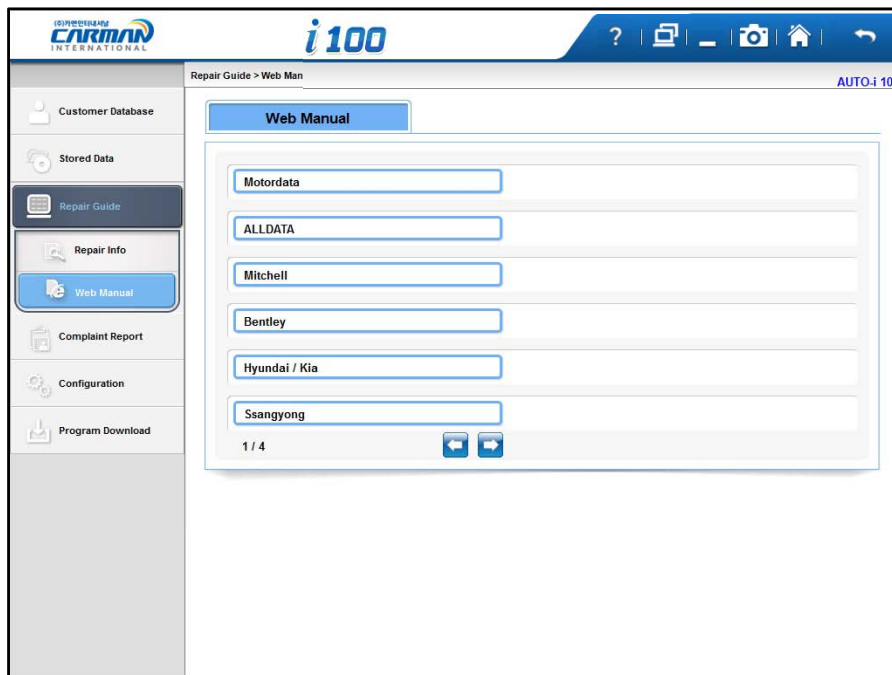 (주)카맨인터내셔날
CARMAN
INTERNATIONAL
i 100
?
Repair Guide > Web Man
AUTO-i 10
Customer Database
Web Manual
Stored Data
Motordata
Repair Guide
ALLDATA
Repair Info
Mitchell
Web Manual
Bentley
Complaint Report
Hyundai / Kia
Configuration
Ssangyong
Program Download
1 / 4